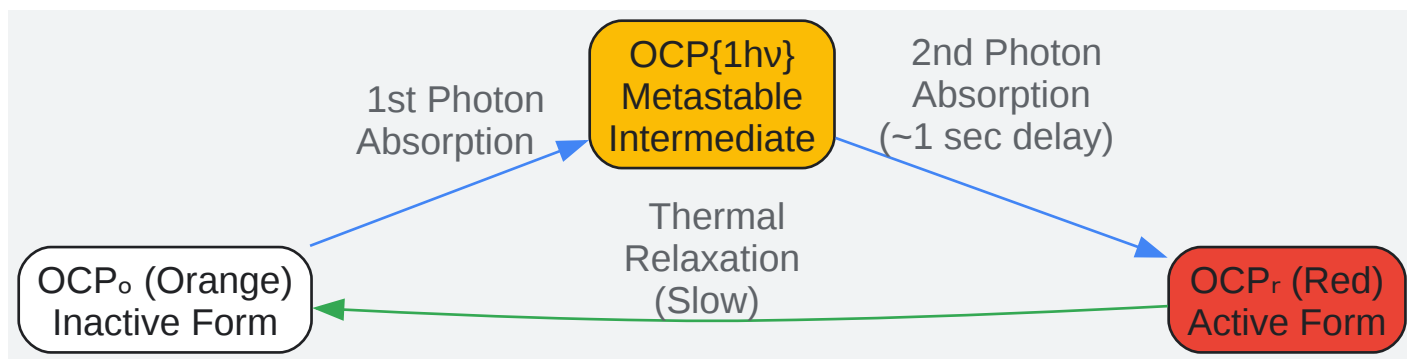 OCP{1hν}
Metastable
Intermediate
1st Photon
Absorption
2nd Photon
Absorption
(~1 sec delay)
Thermal
Relaxation
(Slow)
OCPₒ (Orange)
Inactive Form
OCPᵣ (Red)
Active Form